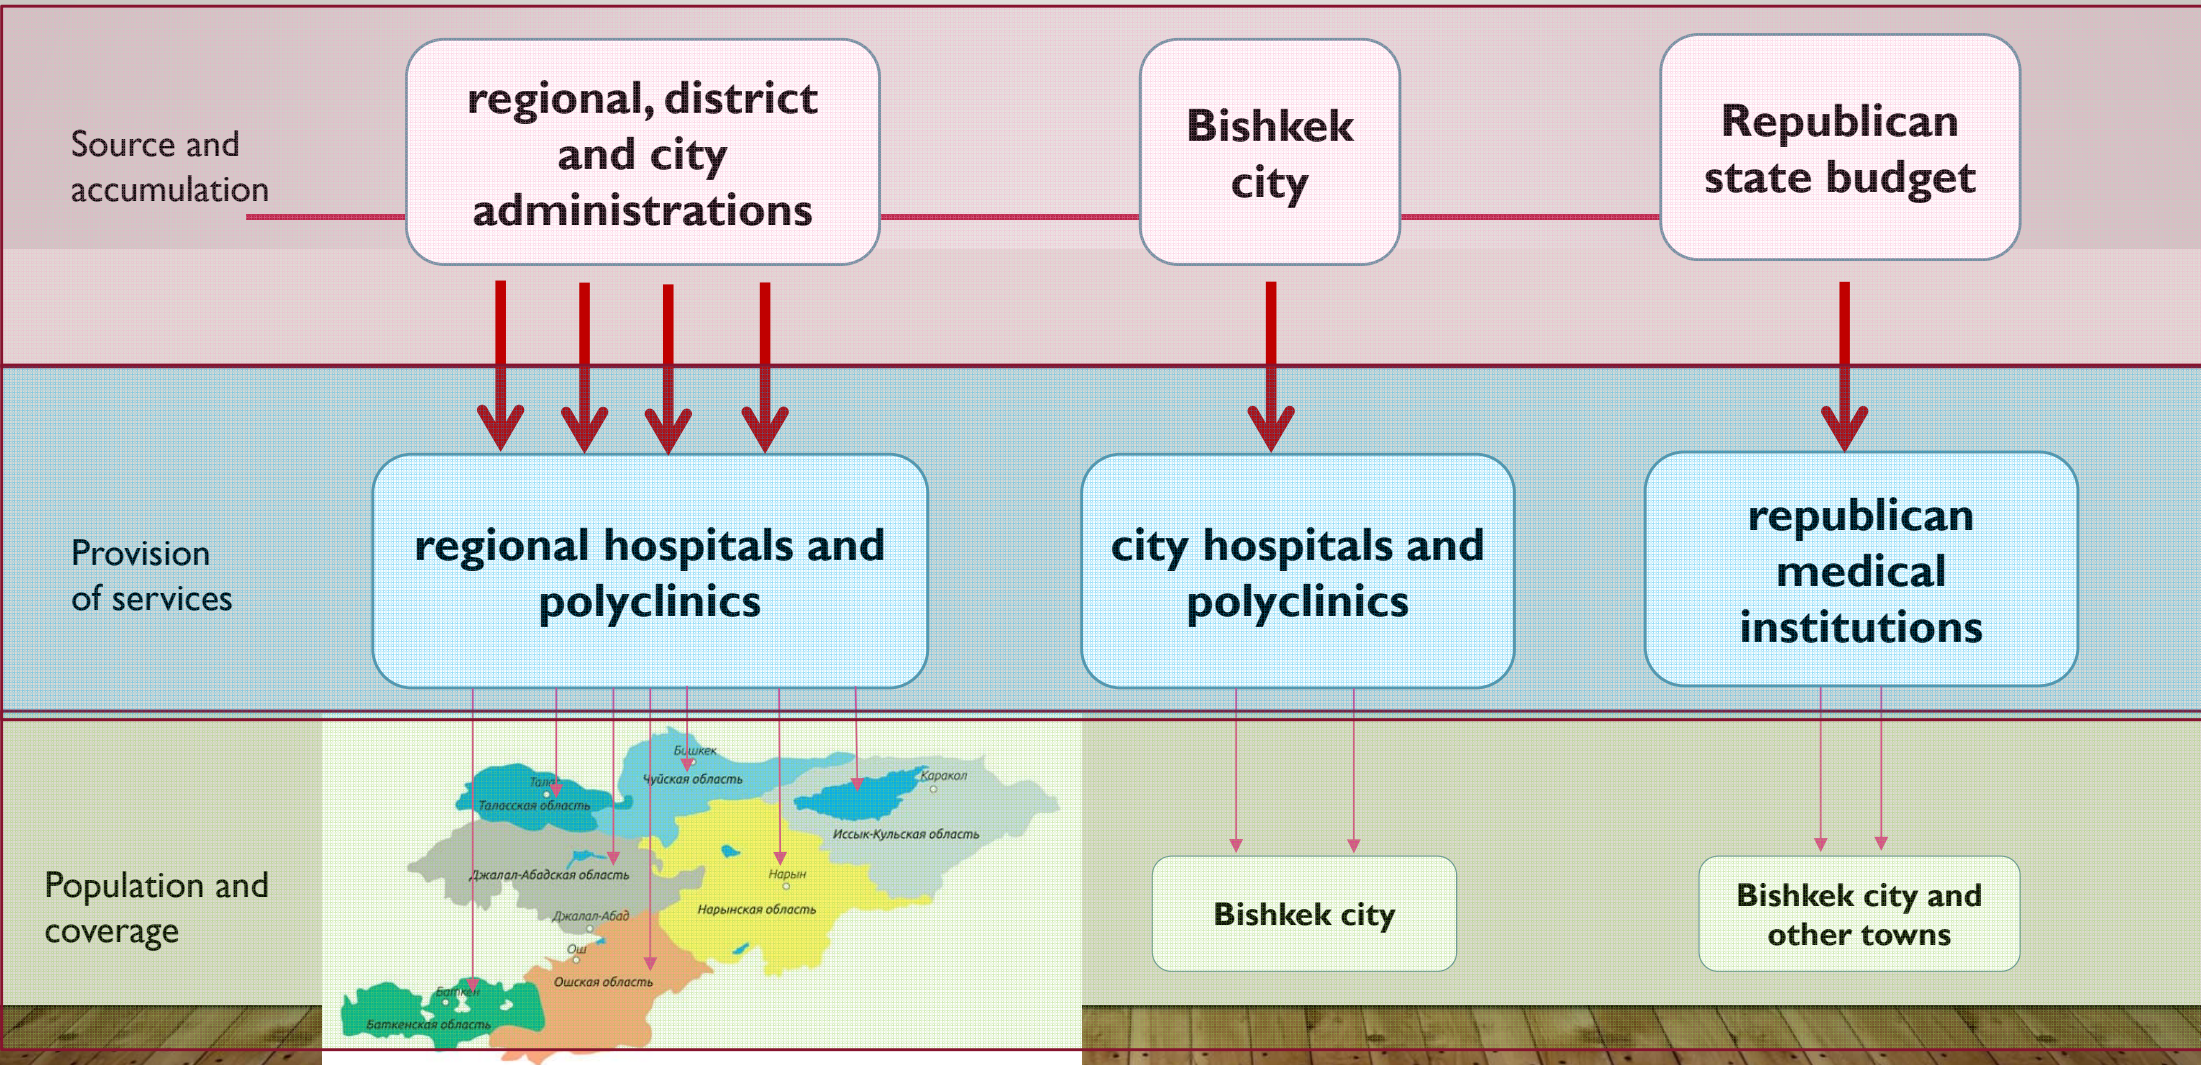 Source and
accumulation
regional, district
and city
administrations
Bishkek
city
Republican
state budget
Provision
of services
regional hospitals and
polyclinics
city hospitals and
polyclinics
republican
medical
institutions
Population and
coverage
Бишкек
Чуйская область
Таласская область
Каракол
Иссык-Кульская область
Джалал-Абадская область
Нарын
Нарынская область
Джалал-Абад
Ош
Ошская область
Баткен
Баткенская область
Bishkek city
Bishkek city and
other towns